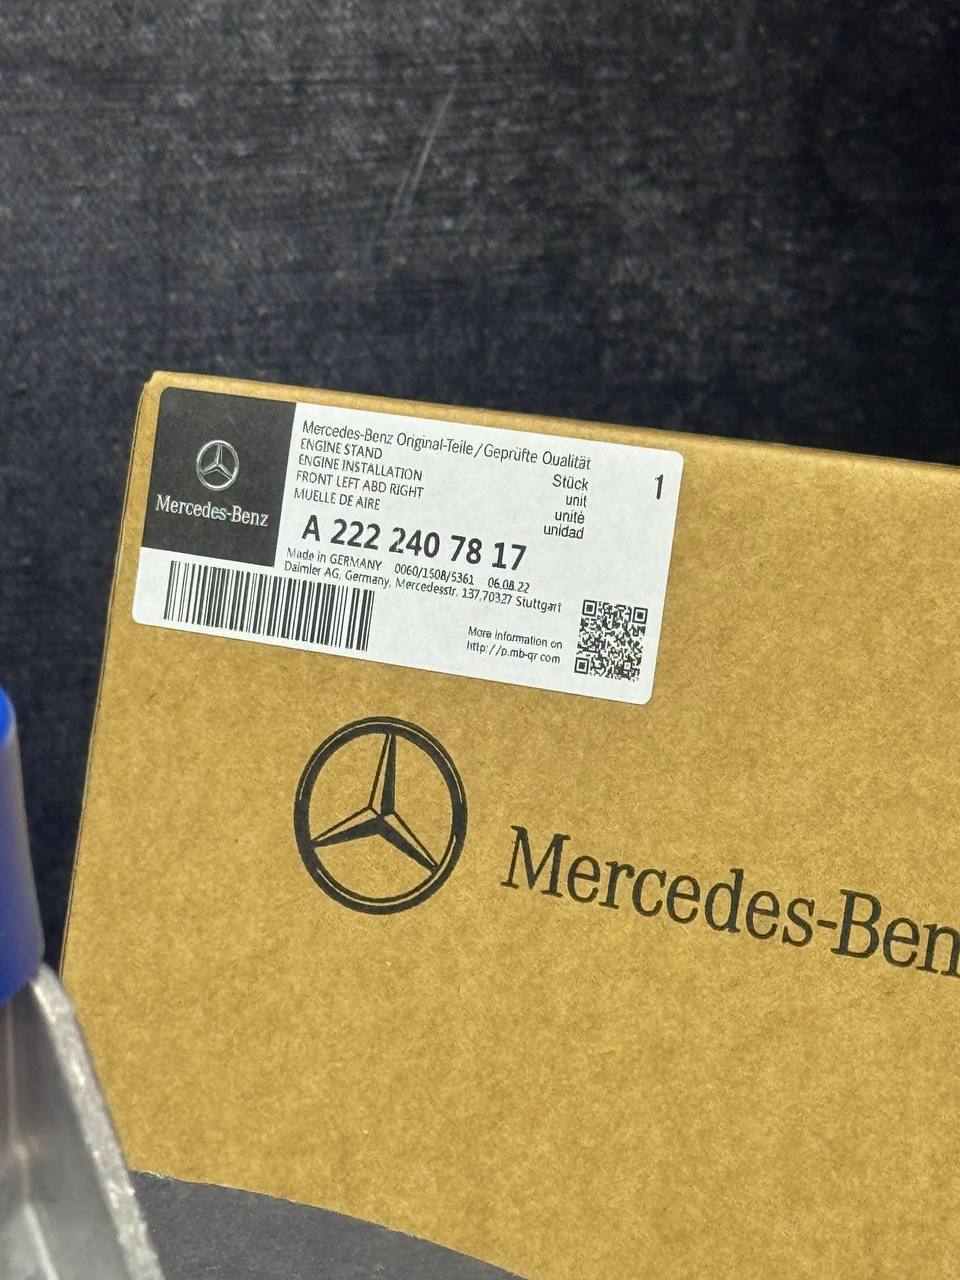 Mercedes-Benz
Mercedes-Benz Original-Teile/Geprüfte Qualität
ENGINE STAND
ENGINE INSTALLATION
FRONT LEFT ABD RIGHT
MUELLE DE AIRE
Stück
unit
unité
unidad
1
A 222 240 78 17
Made in GERMANY 0060/1508/5361 06.08.22
Daimler AG, Germany, Mercedesstr. 137,70327 Stuttgart
More information on
http://p.mb-qr com
Mercedes-Ben